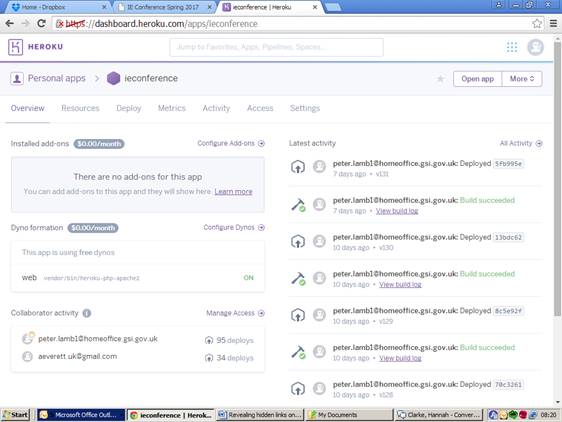 Home - Dropbox
IE Conference Spring 2017
ieconference | Heroku
https://dashboard.heroku.com/apps/ieconference
HEROKU
Jump to Favorites, Apps, Pipelines, Spaces...
Personal apps > ieconference
Open app
More
Overview Resources Deploy Metrics Activity Access Settings
Installed add-ons $0.00/month Configure Add-ons
There are no add-ons for this app
You can add add-ons to this app and they will show here. Learn more
Dyno formation $0.00/month Configure Dynos
This app is using free dynos
web vendor/bin/heroku-php-apache2 ON
Collaborator activity Manage Access
peter.lamb1@homeoffice.gsi.gov.uk 95 deploys
aeverett.uk@gmail.com 34 deploys
Latest activity All Activity
peter.lamb1@homeoffice.gsi.gov.uk: Deployed 5fb995e
7 days ago • v131
peter.lamb1@homeoffice.gsi.gov.uk: Build succeeded
7 days ago • View build log
peter.lamb1@homeoffice.gsi.gov.uk: Deployed 13bdc62
10 days ago • v130
peter.lamb1@homeoffice.gsi.gov.uk: Build succeeded
10 days ago • View build log
peter.lamb1@homeoffice.gsi.gov.uk: Deployed 8c5e92f
10 days ago • v129
peter.lamb1@homeoffice.gsi.gov.uk: Build succeeded
10 days ago • View build log
peter.lamb1@homeoffice.gsi.gov.uk: Deployed 70c3261
10 days ago • v128
Start
Microsoft Office Outl...
ieconference | Herok...
Revealing hidden links on...
My Documents
Clarke, Hannah - Conver...
08:20